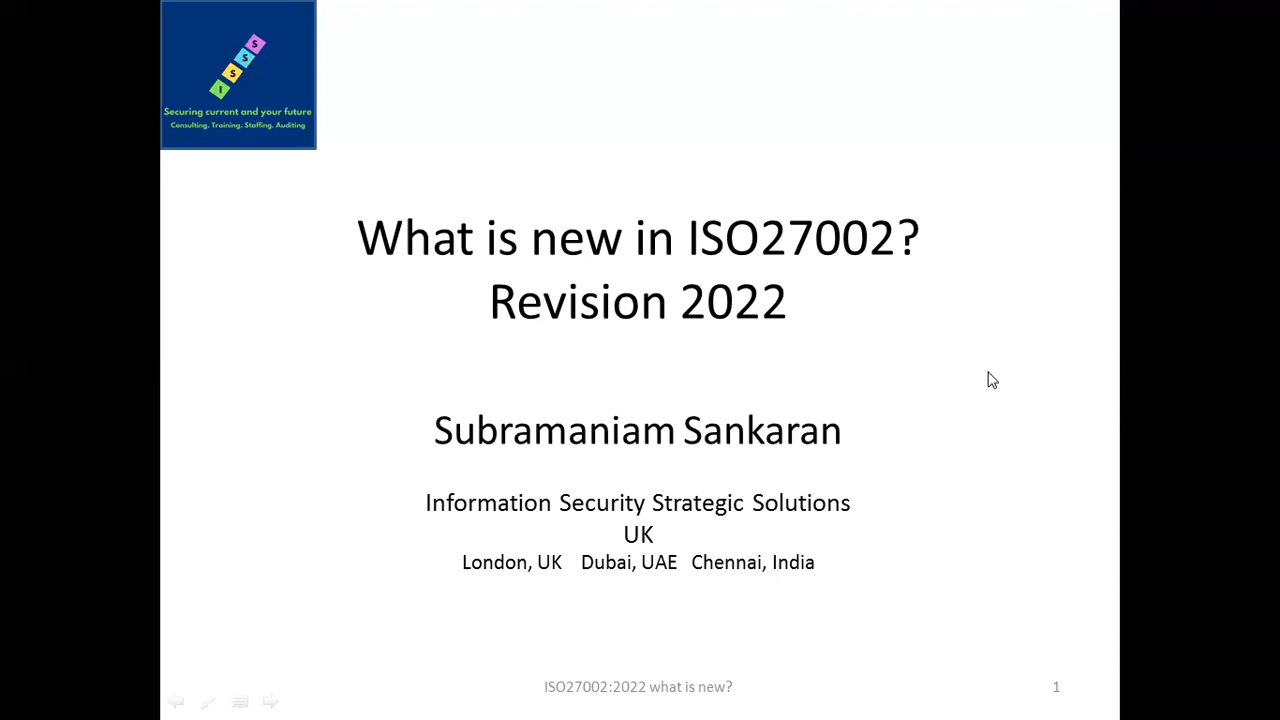 S
S
S
I
Securing current and your future
Consulting. Training. Staffing. Auditing
What is new in ISO27002?
Revision 2022
Subramaniam Sankaran
Information Security Strategic Solutions
UK
London, UK Dubai, UAE Chennai, India
ISO27002:2022 what is new?
1